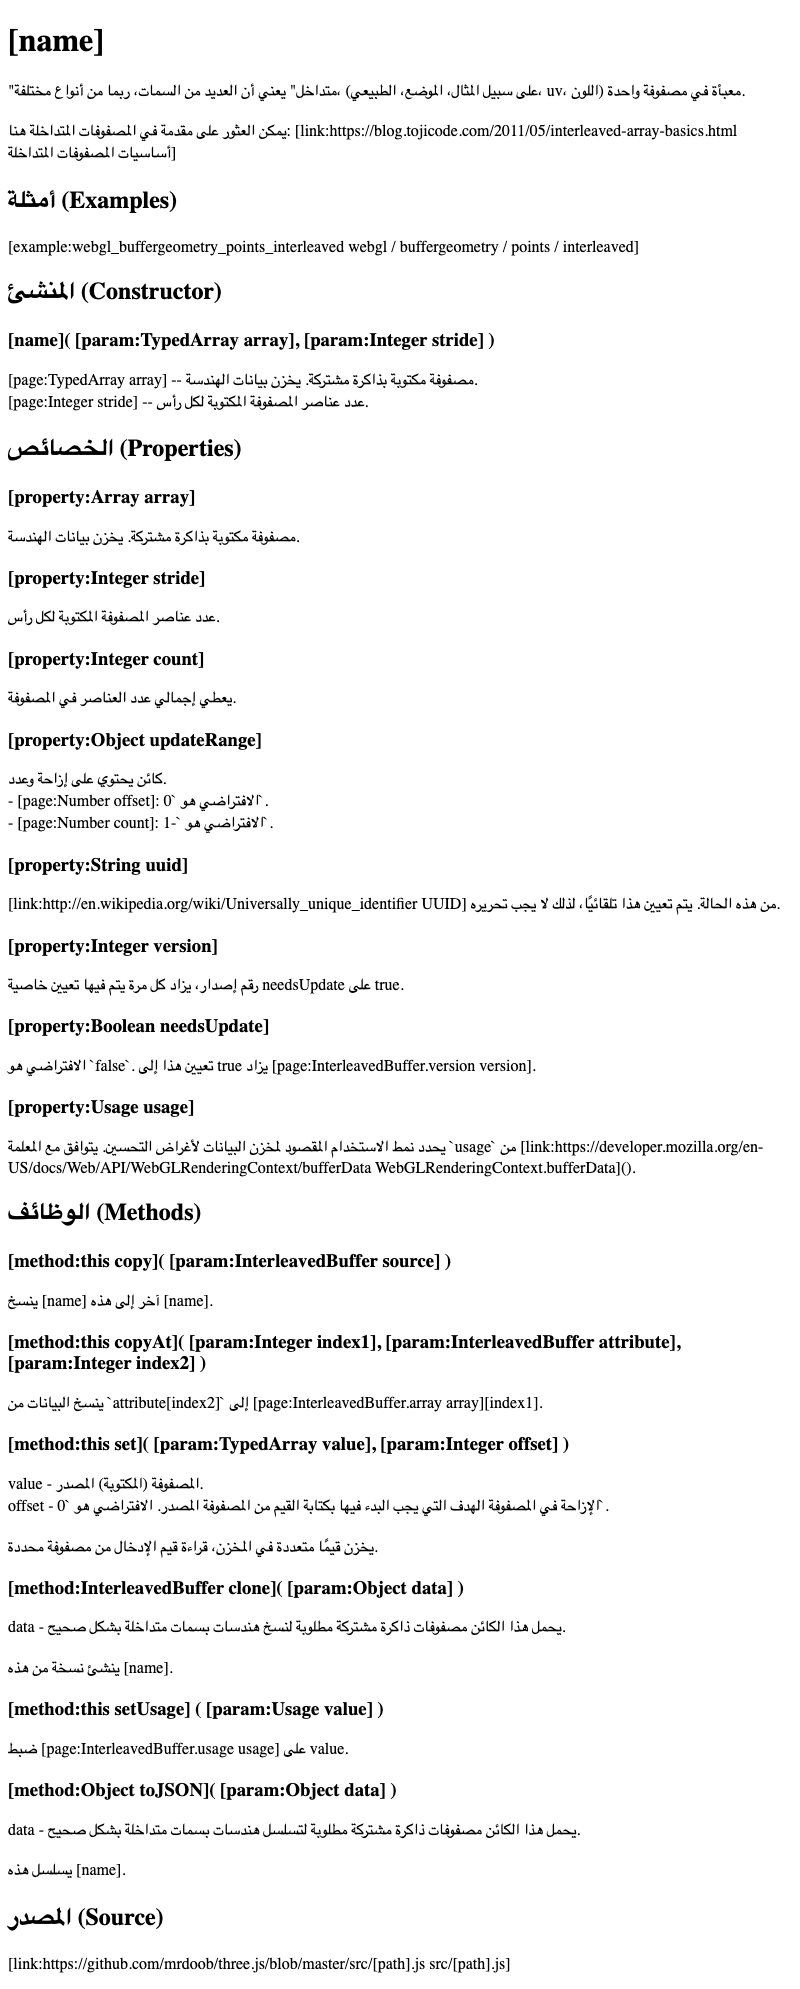 [name]
"متداخل" يعني أن العديد من السمات، ربما من أنواع مختلفة، (على سبيل المثال، الموضع، الطبيعي، uv، اللون) معبأة في مصفوفة واحدة.
يمكن العثور على مقدمة في المصفوفات المتداخلة هنا: [link:https://blog.tojicode.com/2011/05/interleaved-array-basics.html
أساسيات المصفوفات المتداخلة]
أمثلة (Examples)
[example:webgl_buffergeometry_points_interleaved webgl / buffergeometry / points / interleaved]
المنشئ (Constructor)
[name]( [param:TypedArray array], [param:Integer stride] )
[page:TypedArray array] -- مصفوفة مكتوبة بذاكرة مشتركة. يخزن بيانات الهندسة.
[page:Integer stride] -- عدد عناصر المصفوفة المكتوبة لكل رأس.
الخصائص (Properties)
[property:Array array]
مصفوفة مكتوبة بذاكرة مشتركة. يخزن بيانات الهندسة.
[property:Integer stride]
عدد عناصر المصفوفة المكتوبة لكل رأس.
[property:Integer count]
يعطي إجمالي عدد العناصر في المصفوفة.
[property:Object updateRange]
كائن يحتوي على إزاحة وعدد.
- [page:Number offset]: الافتراضي هو `0`.
- [page:Number count]: الافتراضي هو `-1`.
[property:String uuid]
[link:http://en.wikipedia.org/wiki/Universally_unique_identifier UUID] من هذه الحالة. يتم تعيين هذا تلقائيًا، لذلك لا يجب تحريره.
[property:Integer version]
رقم إصدار، يزاد كل مرة يتم فيها تعيين خاصية needsUpdate على true.
[property:Boolean needsUpdate]
الافتراضي هو `false`. تعيين هذا إلى true يزاد [page:InterleavedBuffer.version version].
[property:Usage usage]
يحدد نمط الاستخدام المقصود لمخزن البيانات لأغراض التحسين. يتوافق مع المعلمة `usage` من [link:https://developer.mozilla.org/en-
US/docs/Web/API/WebGLRenderingContext/bufferData WebGLRenderingContext.bufferData]().
الوظائف (Methods)
[method:this copy]( [param:InterleavedBuffer source] )
ينسخ [name] آخر إلى هذه [name].
[method:this copyAt]( [param:Integer index1], [param:InterleavedBuffer attribute],
[param:Integer index2] )
ينسخ البيانات من `attribute[index2]` إلى [page:InterleavedBuffer.array array][index1].
[method:this set]( [param:TypedArray value], [param:Integer offset] )
value - المصفوفة (المكتوبة) المصدر.
offset - الإزاحة في المصفوفة الهدف التي يجب البدء فيها بكتابة القيم من المصفوفة المصدر. الافتراضي هو `0`.
يخزن قيمًا متعددة في المخزن، قراءة قيم الإدخال من مصفوفة محددة.
[method:InterleavedBuffer clone]( [param:Object data] )
data - يحمل هذا الكائن مصفوفات ذاكرة مشتركة مطلوبة لنسخ هندسات بسمات متداخلة بشكل صحيح.
ينشئ نسخة من هذه [name].
[method:this setUsage] ( [param:Usage value] )
ضبط [page:InterleavedBuffer.usage usage] على value.
[method:Object toJSON]( [param:Object data] )
data - يحمل هذا الكائن مصفوفات ذاكرة مشتركة مطلوبة لتسلسل هندسات بسمات متداخلة بشكل صحيح.
يسلسل هذه [name].
المصدر (Source)
[link:https://github.com/mrdoob/three.js/blob/master/src/[path].js src/[path].js]